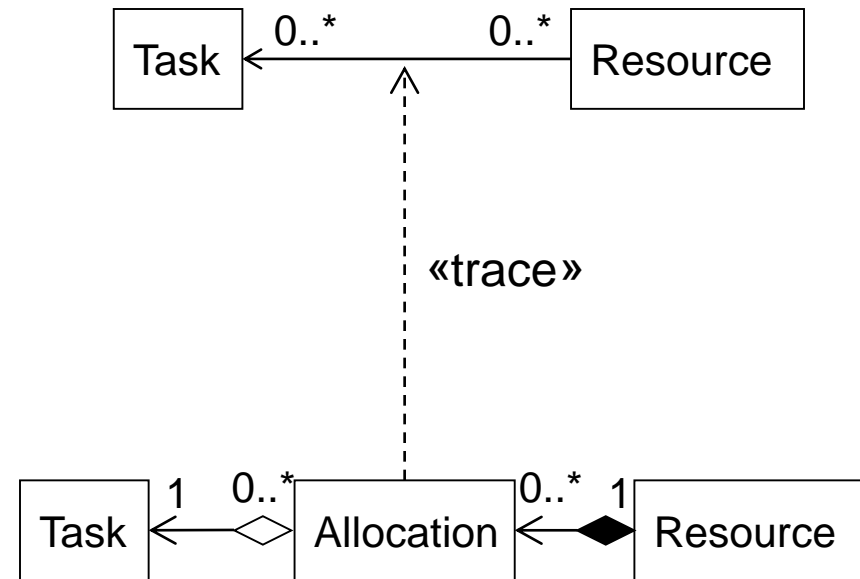 0..* 0..*
Task Resource
«trace»
1 0..* 0..* 1
Task Allocation Resource